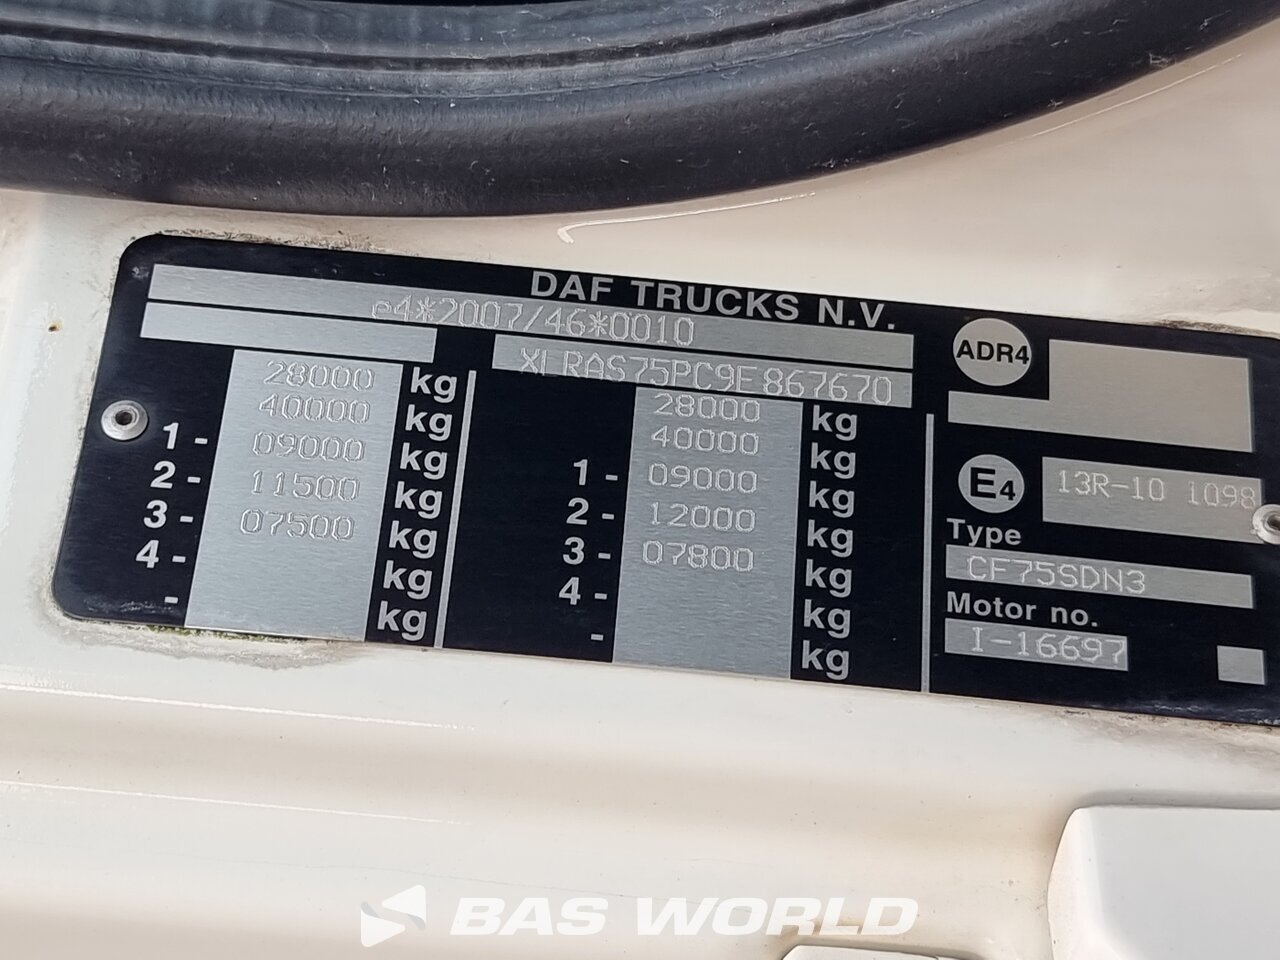 DAF TRUCKS N.V.
e4*2007/46*0010
XLRAS75PC9E867670
28000 kg
40000 kg
1 - 09000 kg
2 - 11500 kg
3 - 07500 kg
4 - kg
- kg
28000 kg
40000 kg
1 - 09000 kg
2 - 12000 kg
3 - 07800 kg
4 - kg
- kg
ADR4
E4 13R-10 1098
Type
CF75SDN3
Motor no.
I-16697
BAS WORLD